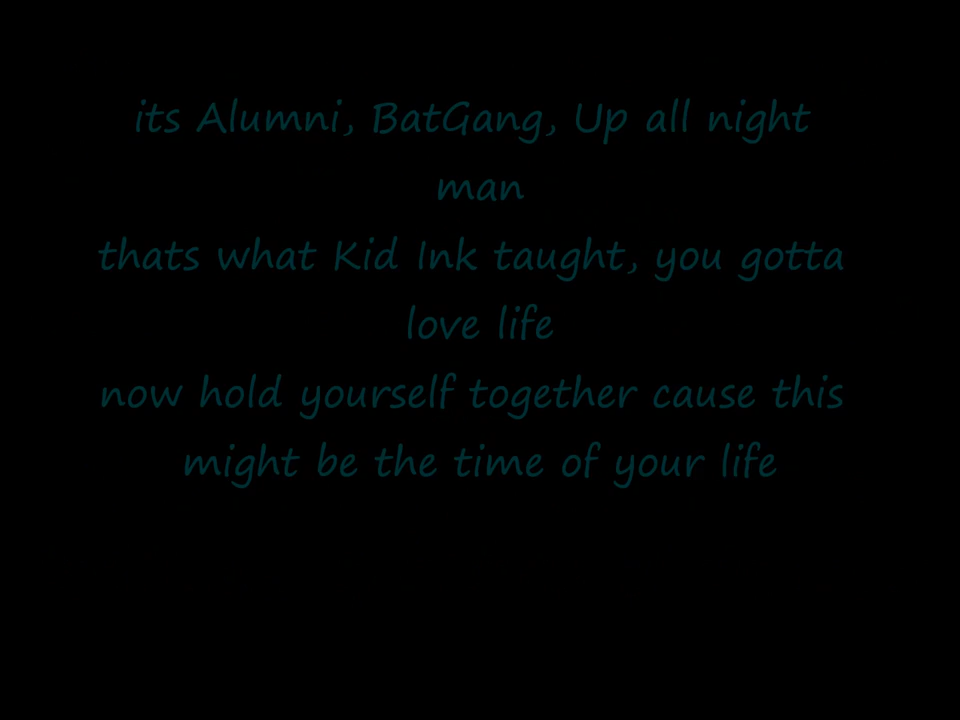 its Alumni, BatGang, Up all night
man
thats what Kid Ink taught, you gotta
love life
now hold yourself together cause this
might be the time of your life